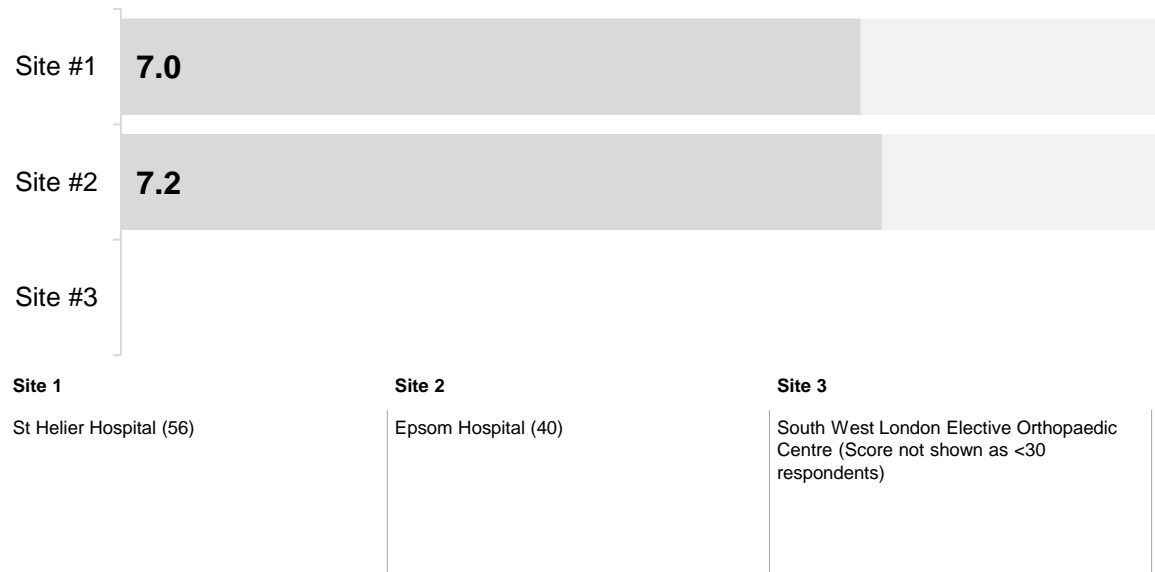 Site #1
7.0
Site #2
7.2
Site #3
Site 1
St Helier Hospital (56)
Site 2
Epsom Hospital (40)
Site 3
South West London Elective Orthopaedic
Centre (Score not shown as <30
respondents)